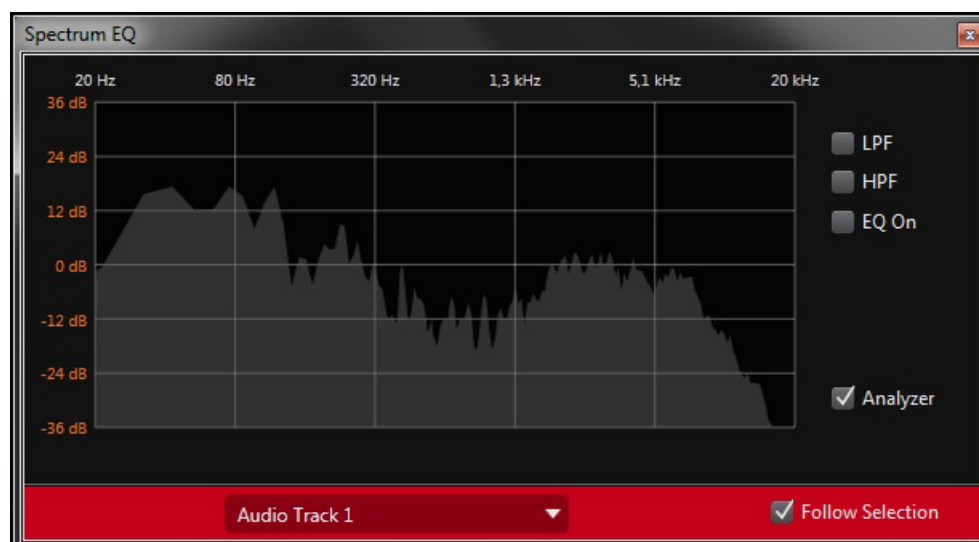 Spectrum EQ
20 Hz 80 Hz 320 Hz 1,3 kHz 5,1 kHz 20 kHz
36 dB
24 dB
12 dB
0 dB
-12 dB
-24 dB
-36 dB
LPF
HPF
EQ On
Analyzer
Audio Track 1
Follow Selection